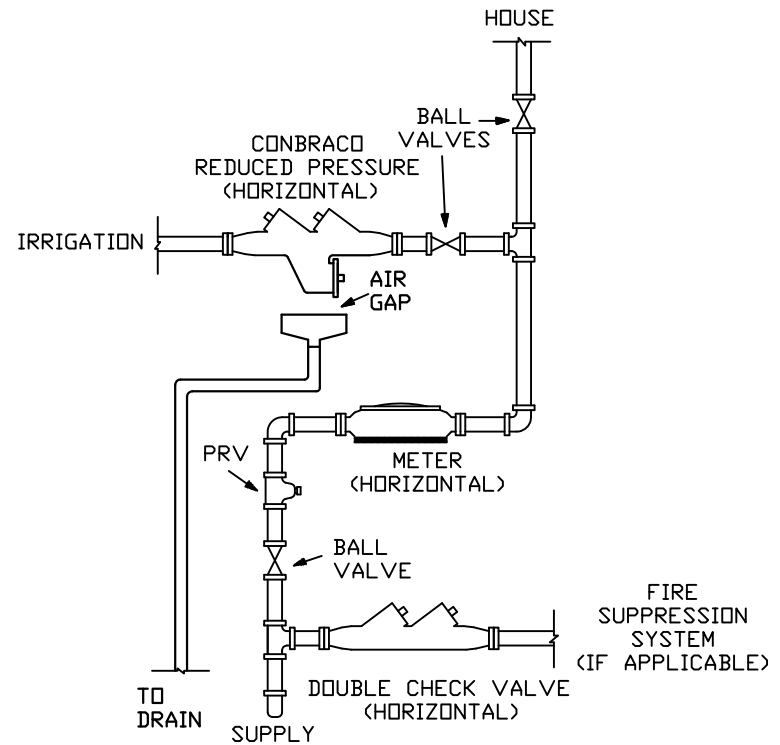 HOUSE
BALL
VALVES
CONBRACO
REDUCED PRESSURE
(HORIZONTAL)
IRRIGATION
AIR
GAP
PRV
METER
(HORIZONTAL)
BALL
VALVE
FIRE
SUPPRESSION
SYSTEM
(IF APPLICABLE)
DOUBLE CHECK VALVE
(HORIZONTAL)
TO
DRAIN
SUPPLY